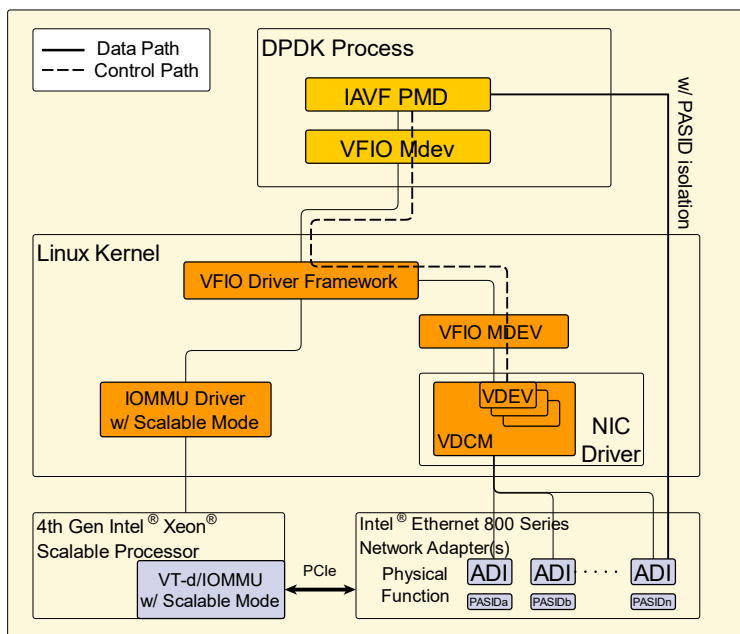 Data Path
Control Path
DPDK Process
IAVF PMD
VFIO Mdev
w/ PASID isolation
Linux Kernel
VFIO Driver Framework
VFIO MDEV
IOMMU Driver
w/ Scalable Mode
VDEV
VDCM
NIC
Driver
4th Gen Intel® Xeon®
Scalable Processor
VT-d/IOMMU
w/ Scalable Mode
PCIe
Intel® Ethernet 800 Series
Network Adapter(s)
Physical
Function
ADI ADI · · · · · ADI
PASIDa PASIDb PASIDn